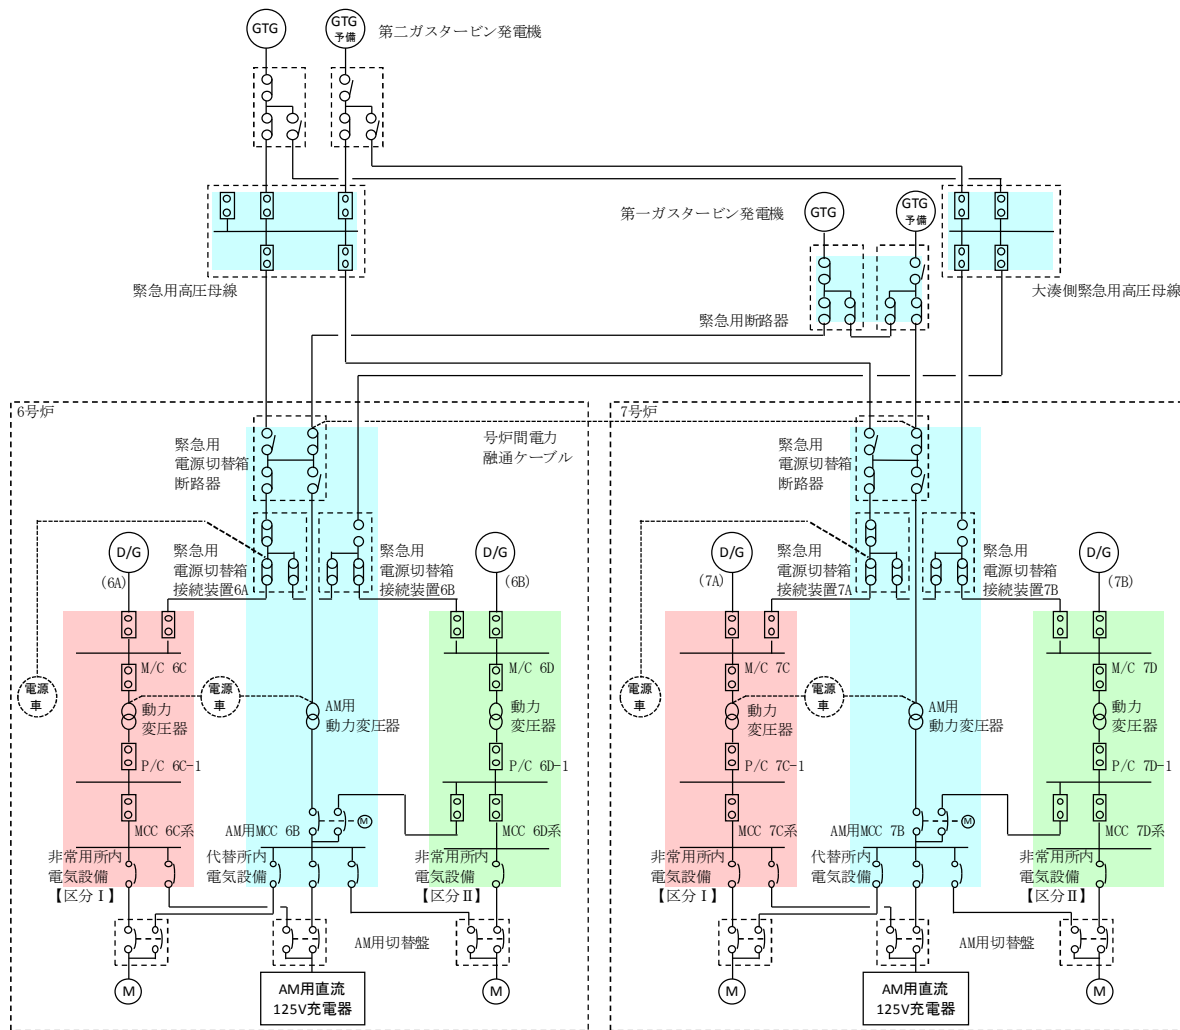 GTG
GTG
予備
第二ガスタービン発電機
第一ガスタービン発電機
GTG
GTG
予備
緊急用高圧母線
大湊側緊急用高圧母線
緊急用断路器
6号炉
7号炉
緊急用
電源切替箱
断路器
号炉間電力
融通ケーブル
緊急用
電源切替箱
断路器
D/G
(6A)
緊急用
電源切替箱
接続装置6A
緊急用
電源切替箱
接続装置6B
D/G
(6B)
D/G
(7A)
緊急用
電源切替箱
接続装置7A
緊急用
電源切替箱
接続装置7B
D/G
(7B)
M/C 6C
M/C 6D
M/C 7C
M/C 7D
電源
車
動力
変圧器
電源
車
AM用
動力変圧器
動力
変圧器
電源
車
動力
変圧器
電源
車
AM用
動力変圧器
動力
変圧器
P/C 6C-1
P/C 6D-1
P/C 7C-1
P/C 7D-1
MCC 6C系
AM用MCC 6B
M
MCC 6D系
MCC 7C系
AM用MCC 7B
M
MCC 7D系
非常用所内
電気設備
【区分Ⅰ】
代替所内
電気設備
非常用所内
電気設備
【区分Ⅱ】
非常用所内
電気設備
【区分Ⅰ】
代替所内
電気設備
非常用所内
電気設備
【区分Ⅱ】
AM用切替盤
AM用切替盤
M
AM用直流
125V充電器
M
M
AM用直流
125V充電器
M